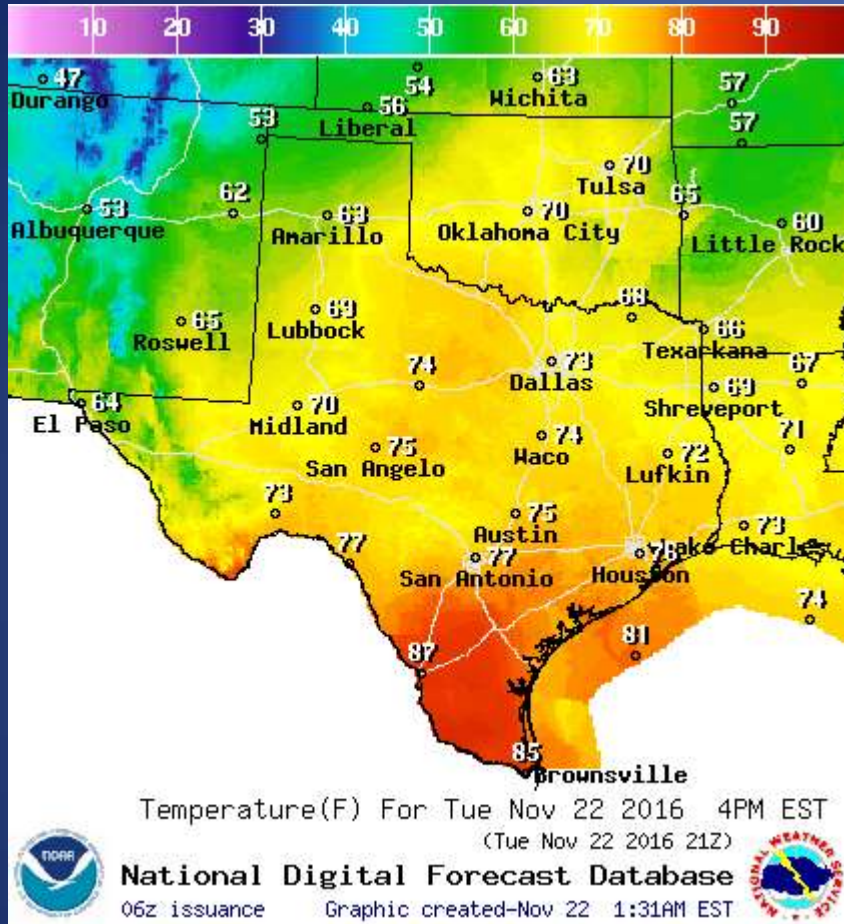 10 20 30 40 50 60 70 80 90
47
54
63
57
Durango
56
Wichita
Liberal
53
57
70
Tulsa
53
62
63
70
65
60
Albuquerque
Amarillo
Oklahoma City
Little Rock
65
69
68
66
Roswell
Lubbock
Texarkana
74
73
67
Dallas
69
64
70
Shreveport
El Paso
Midland
75
74
72
71
San Angelo
Waco
Lufkin
73
75
73
Austin
77
77
78
Lake Charles
San Antonio
Houston
74
87
81
85
Brownsville
Temperature(F) For Tue Nov 22 2016 4PM EST
(Tue Nov 22 2016 21Z)
NOAA
National Digital Forecast Database
06z issuance Graphic created-Nov 22 1:31AM EST
NATIONAL WEATHER SERVICE